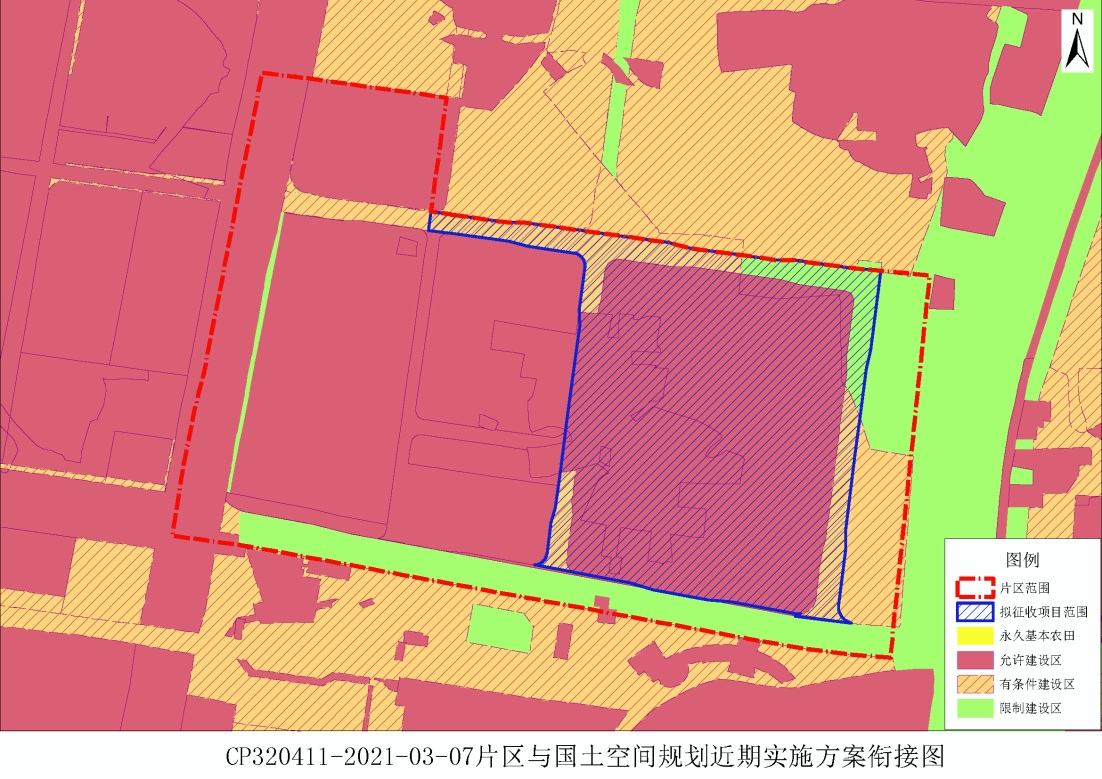 N
图例
片区范围
拟征收项目范围
永久基本农田
允许建设区
有条件建设区
限制建设区
CP320411-2021-03-07片区与国土空间规划近期实施方案衔接图